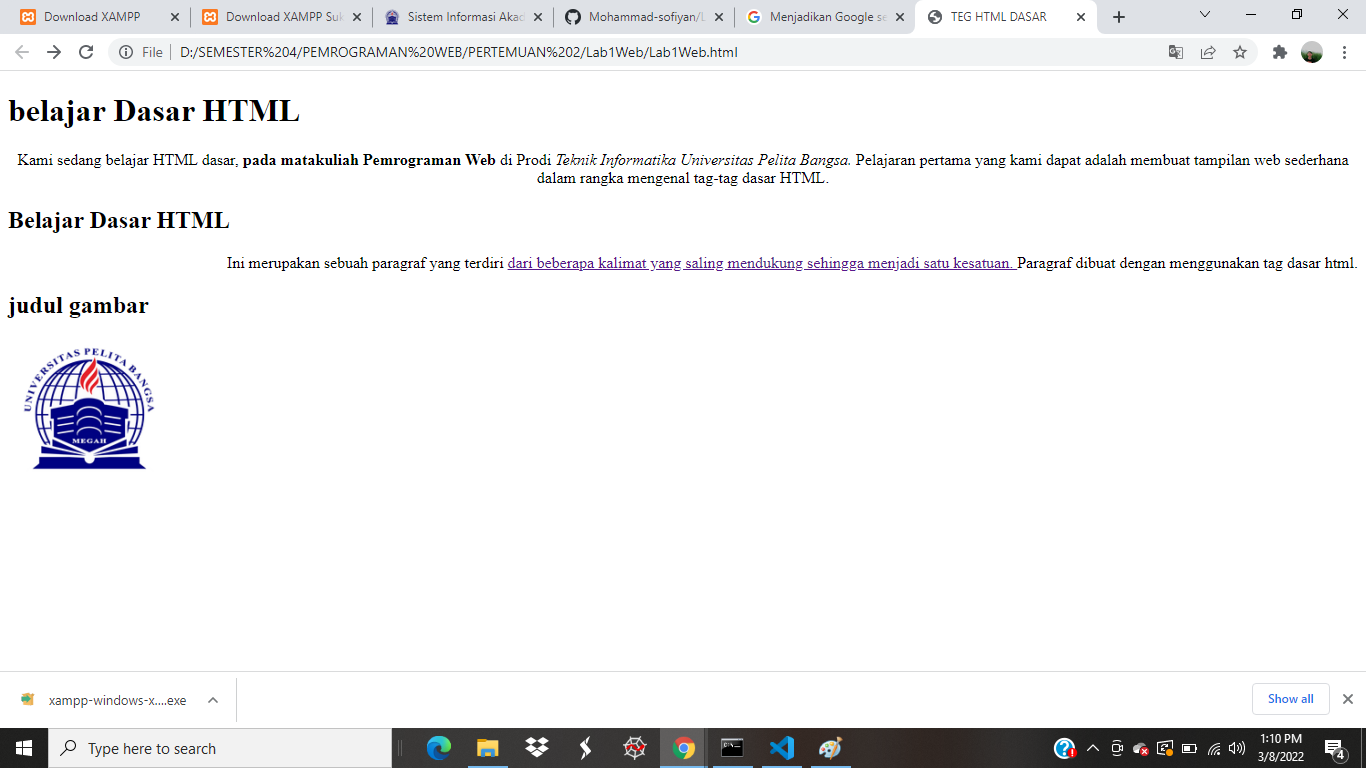 Download XAMPP
Download XAMPP Suk
Sistem Informasi Akad
Mohammad-sofiyan/L
Menjadikan Google se
TEG HTML DASAR
File
D:/SEMESTER%204/PEMROGRAMAN%20WEB/PERTEMUAN%202/Lab1Web/Lab1Web.html
belajar Dasar HTML
Kami sedang belajar HTML dasar, pada matakuliah Pemrograman Web di Prodi Teknik Informatika Universitas Pelita Bangsa. Pelajaran pertama yang kami dapat adalah membuat tampilan web sederhana
dalam rangka mengenal tag-tag dasar HTML.
Belajar Dasar HTML
Ini merupakan sebuah paragraf yang terdiri dari beberapa kalimat yang saling mendukung sehingga menjadi satu kesatuan. Paragraf dibuat dengan menggunakan tag dasar html.
judul gambar
UNIVERSITAS PELITA BANGSA
MEGAH
xampp-windows-x....exe
Show all
Type here to search
1:10 PM
3/8/2022
4